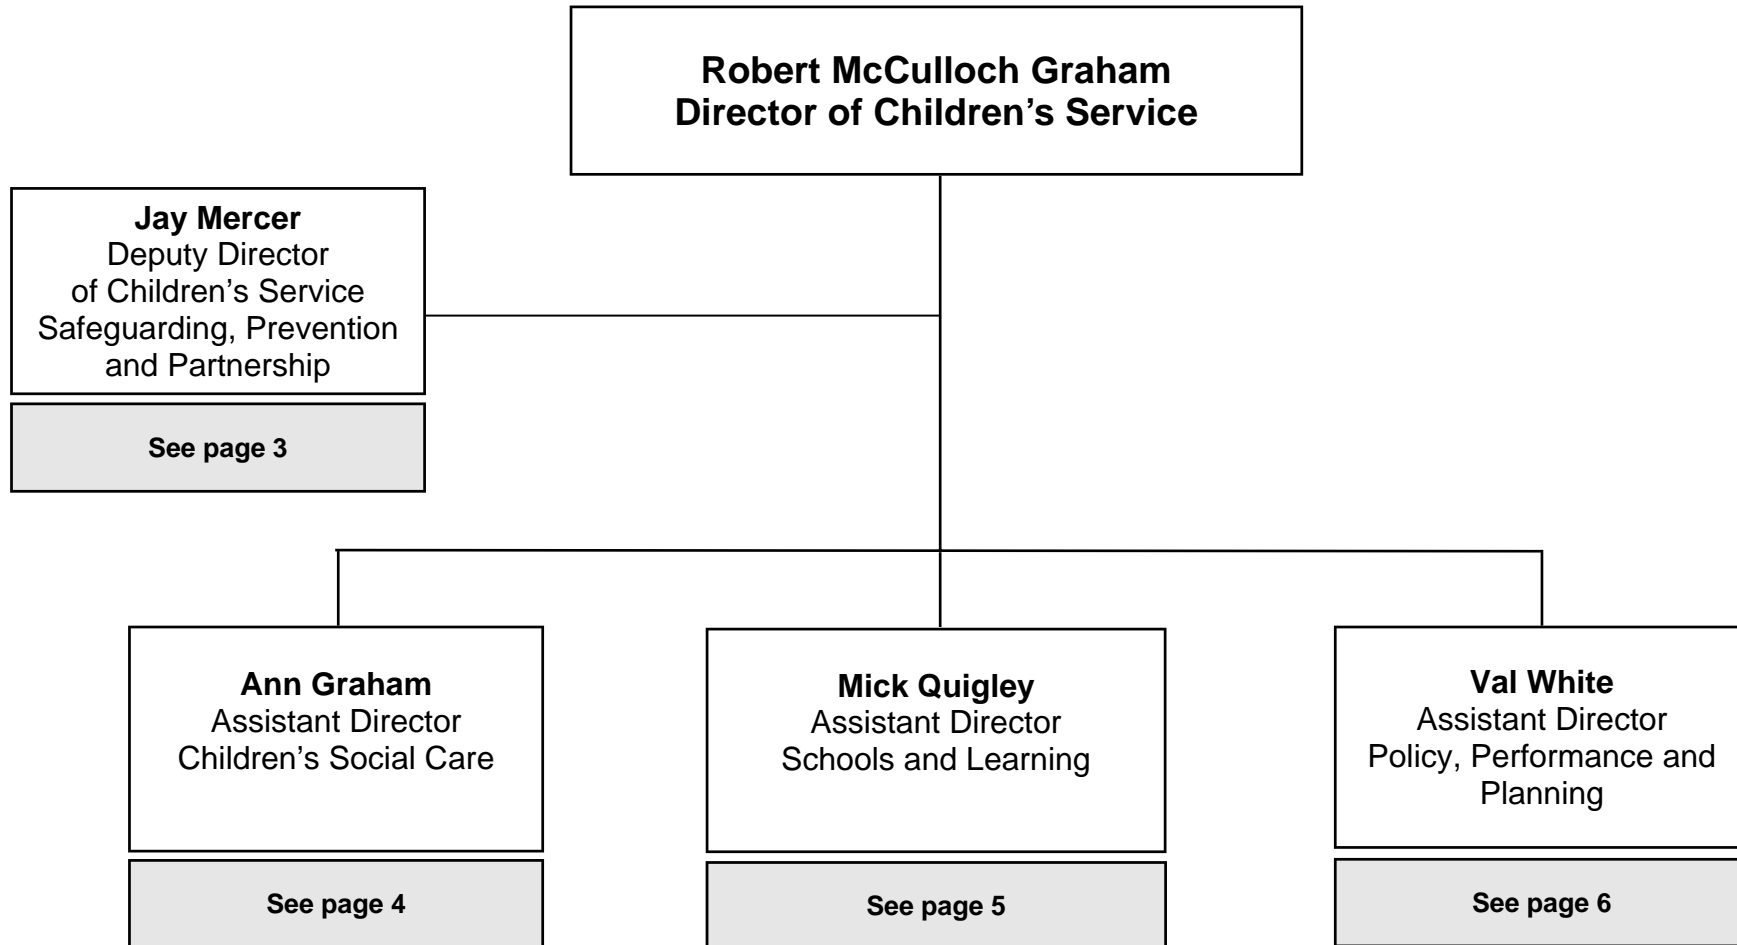 Robert McCulloch Graham
Director of Children’s Service
Jay Mercer
Deputy Director
of Children’s Service
Safeguarding, Prevention
and Partnership
See page 3
Ann Graham
Assistant Director
Children’s Social Care
See page 4
Mick Quigley
Assistant Director
Schools and Learning
See page 5
Val White
Assistant Director
Policy, Performance and
Planning
See page 6